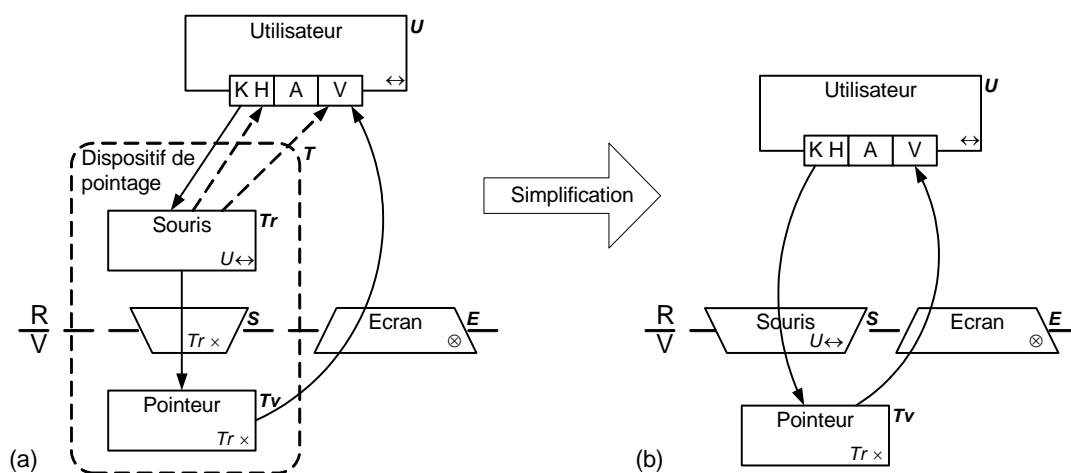 Utilisateur U
K H A V ↔
Dispositif de
pointage
T
Souris Tr
U↔
R
V
S
Tr ×
Ecran E
⊗
Pointeur Tv
Tr ×
(a)
Simplification
Utilisateur U
K H A V ↔
R
V
Souris S
U↔
Ecran E
⊗
Pointeur Tv
Tr ×
(b)